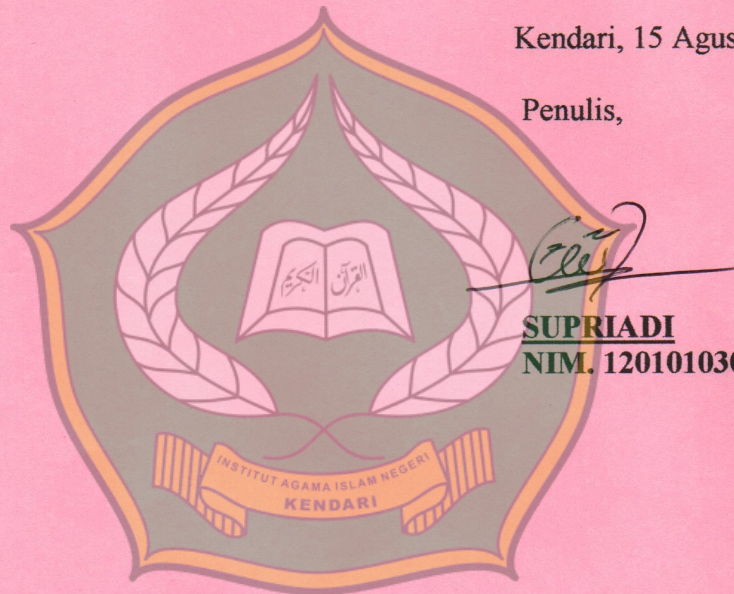 Kendari, 15 Agus
Penulis,
SUPRIADI
NIM. 12010103
القرآن الكريم
INSTITUT AGAMA ISLAM NEGERI
KENDARI